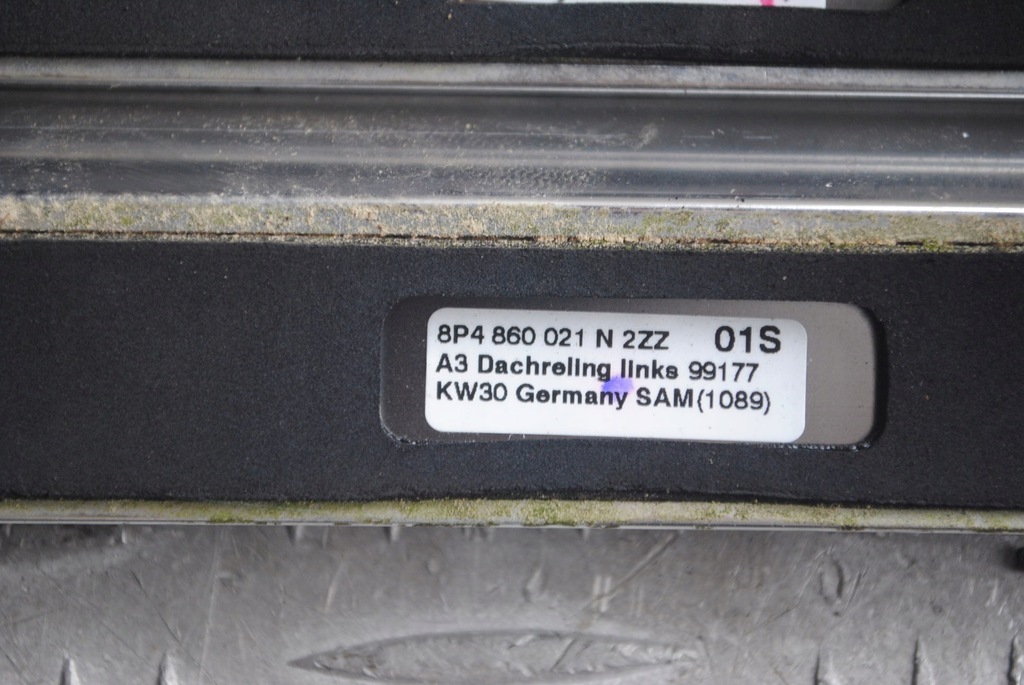 8P4 860 021 N 2ZZ 01S
A3 Dachreling links 99177
KW30 Germany SAM(1089)